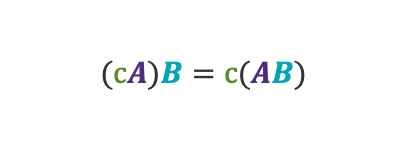 (cA)B = c(AB)